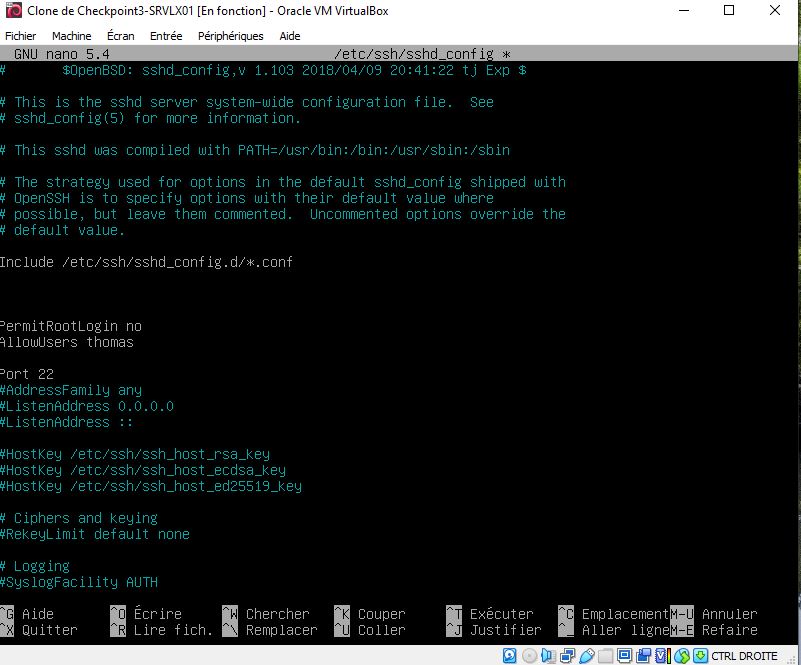 Clone de Checkpoint3-SRVLX01 [En fonction] - Oracle VM VirtualBox
Fichier Machine Écran Entrée Périphériques Aide
GNU nano 5.4 /etc/ssh/sshd_config *
# $OpenBSD: sshd_config,v 1.103 2018/04/09 20:41:22 tj Exp $
# This is the sshd server system-wide configuration file. See
# sshd_config(5) for more information.
# This sshd was compiled with PATH=/usr/bin:/bin:/usr/sbin:/sbin
# The strategy used for options in the default sshd_config shipped with
# OpenSSH is to specify options with their default value where
# possible, but leave them commented. Uncommented options override the
# default value.
Include /etc/ssh/sshd_config.d/*.conf
PermitRootLogin no
AllowUsers thomas
Port 22
#AddressFamily any
#ListenAddress 0.0.0.0
#ListenAddress ::
#HostKey /etc/ssh/ssh_host_rsa_key
#HostKey /etc/ssh/ssh_host_ecdsa_key
#HostKey /etc/ssh/ssh_host_ed25519_key
# Ciphers and keying
#RekeyLimit default none
# Logging
#SyslogFacility AUTH
^G Aide ^O Écrire ^W Chercher ^K Couper ^T Exécuter ^C Emplacement M-U Annuler
^X Quitter ^R Lire fich. ^\ Remplacer ^U Coller ^J Justifier ^_ Aller ligne M-E Refaire
CTRL DROITE